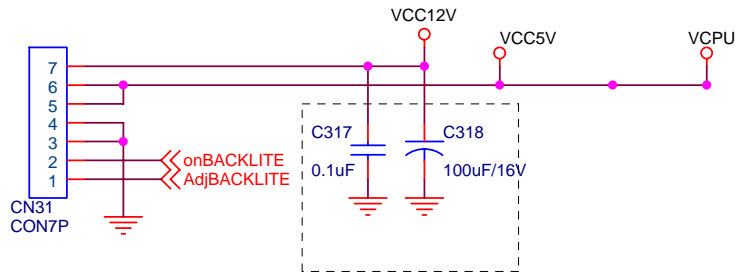 VCC12V
VCC5V
VCPU
7
6
5
4
3
2
1
onBACKLITE
AdjBACKLITE
CN31
CON7P
C317
0.1uF
C318
100uF/16V